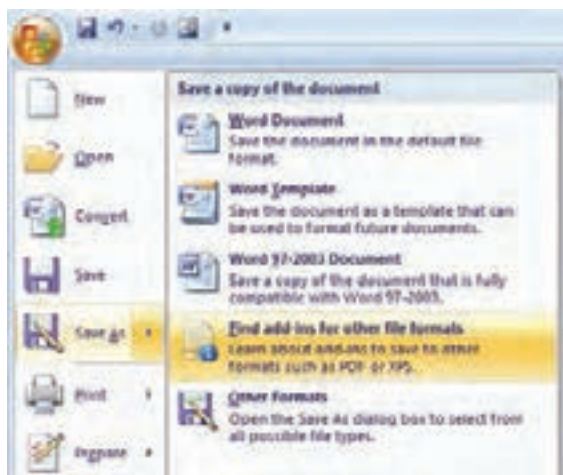 New
Open
Convert
Save
Save As
Print
Prepare
Save a copy of the document
Word Document
Save the document in the default file
format.
Word Template
Save the document as a template that can
be used to format future documents.
Word 97-2003 Document
Save a copy of the document that is fully
compatible with Word 97-2003.
Find add-ins for other file formats
Learn about add-ins to save to other
formats such as PDF or XPS.
Other Formats
Open the Save As dialog box to select from
all possible file types.